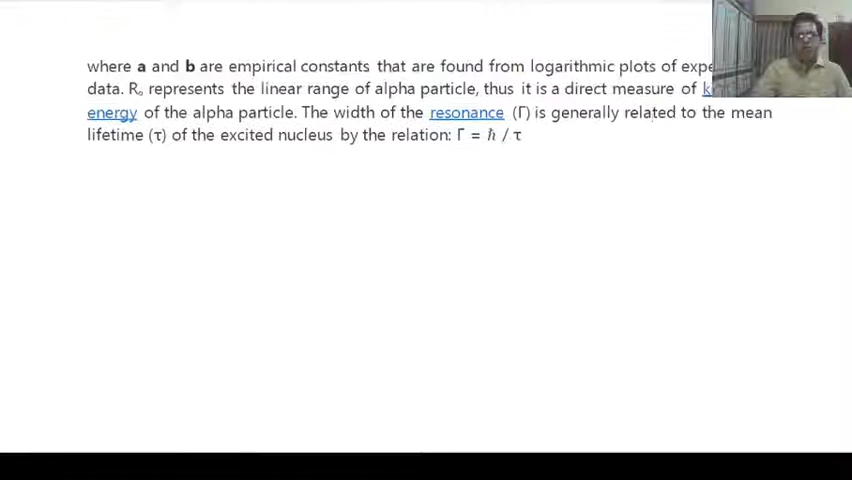 where a and b are empirical constants that are found from logarithmic plots of
data. Rₒ represents the linear range of alpha particle, thus it is a direct measure of
energy of the alpha particle. The width of the resonance (Γ) is generally related to the mean
lifetime (τ) of the excited nucleus by the relation: Γ = ℏ / τ